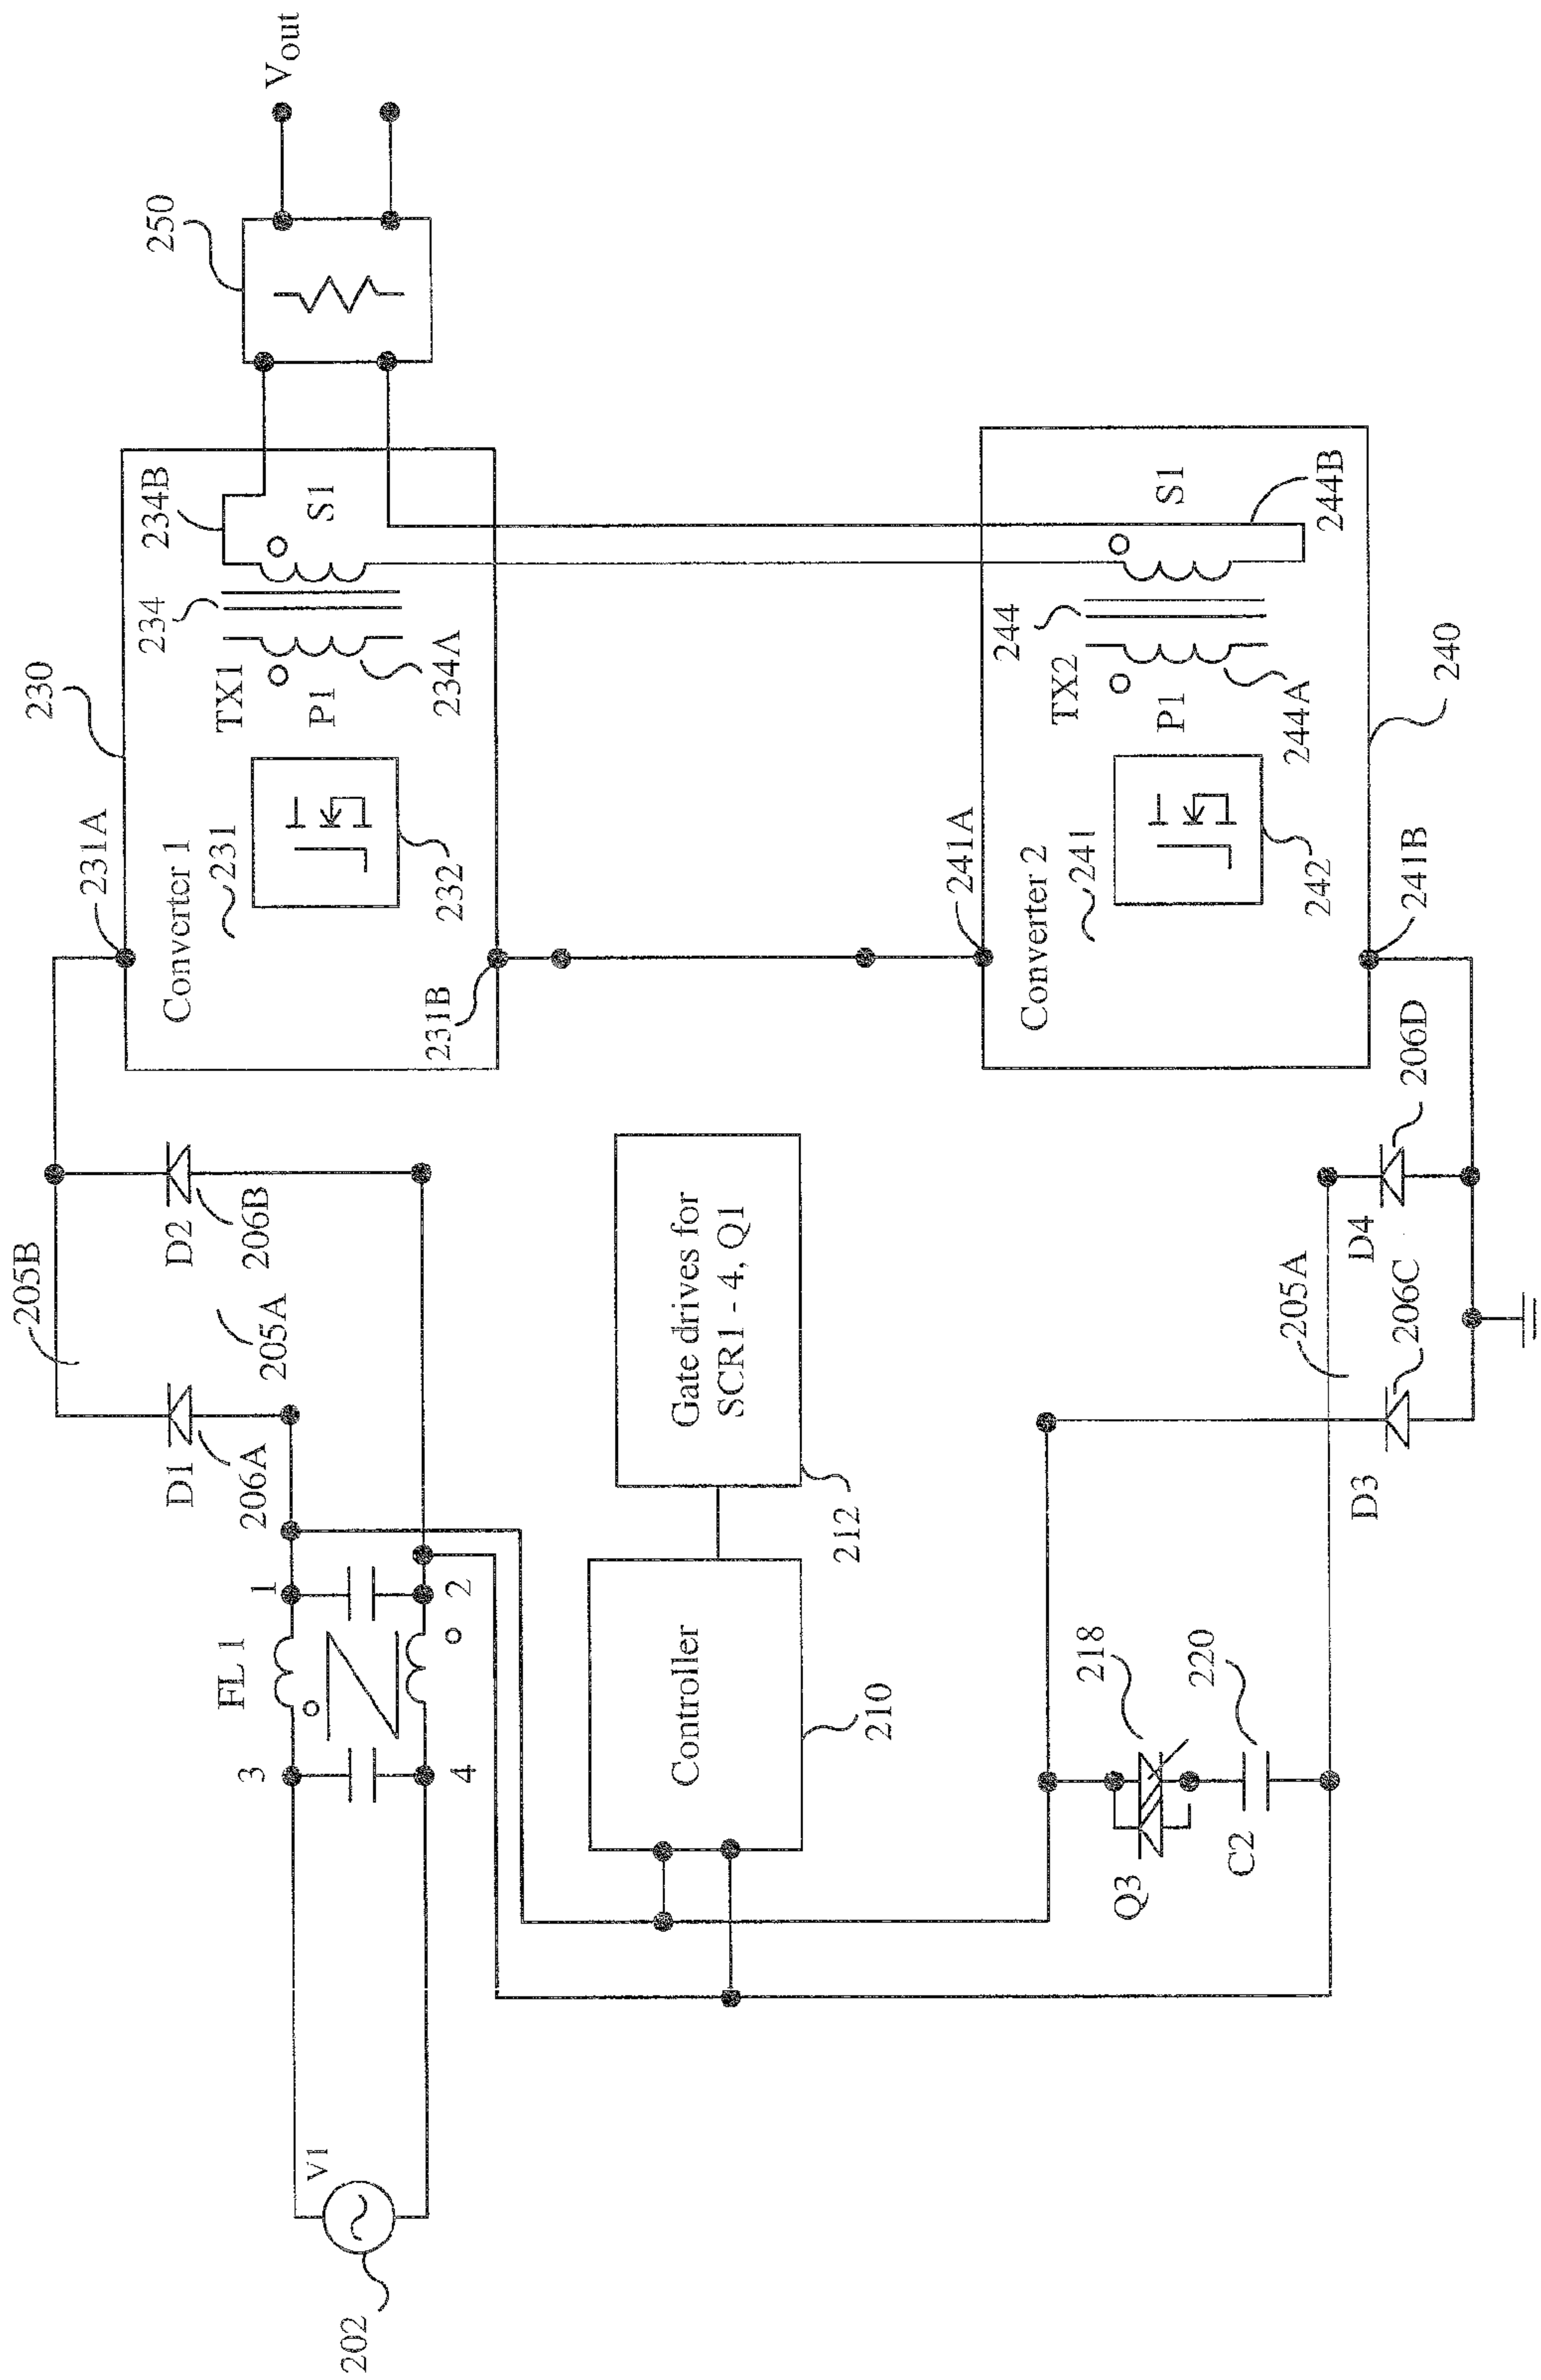 202
V1
3
4
FL 1
1
2
D1
206A
205B
205A
D2
206B
230
231A
Converter 1
231
232
231B
TX1
P1
234
234A
234B
S1
250
Vout
Controller
210
Gate drives for
SCR1 - 4, Q1
212
Q3
218
C2
220
D3
206C
205A
D4
206D
241A
Converter 2
241
242
241B
TX2
P1
244
244A
S1
244B
240